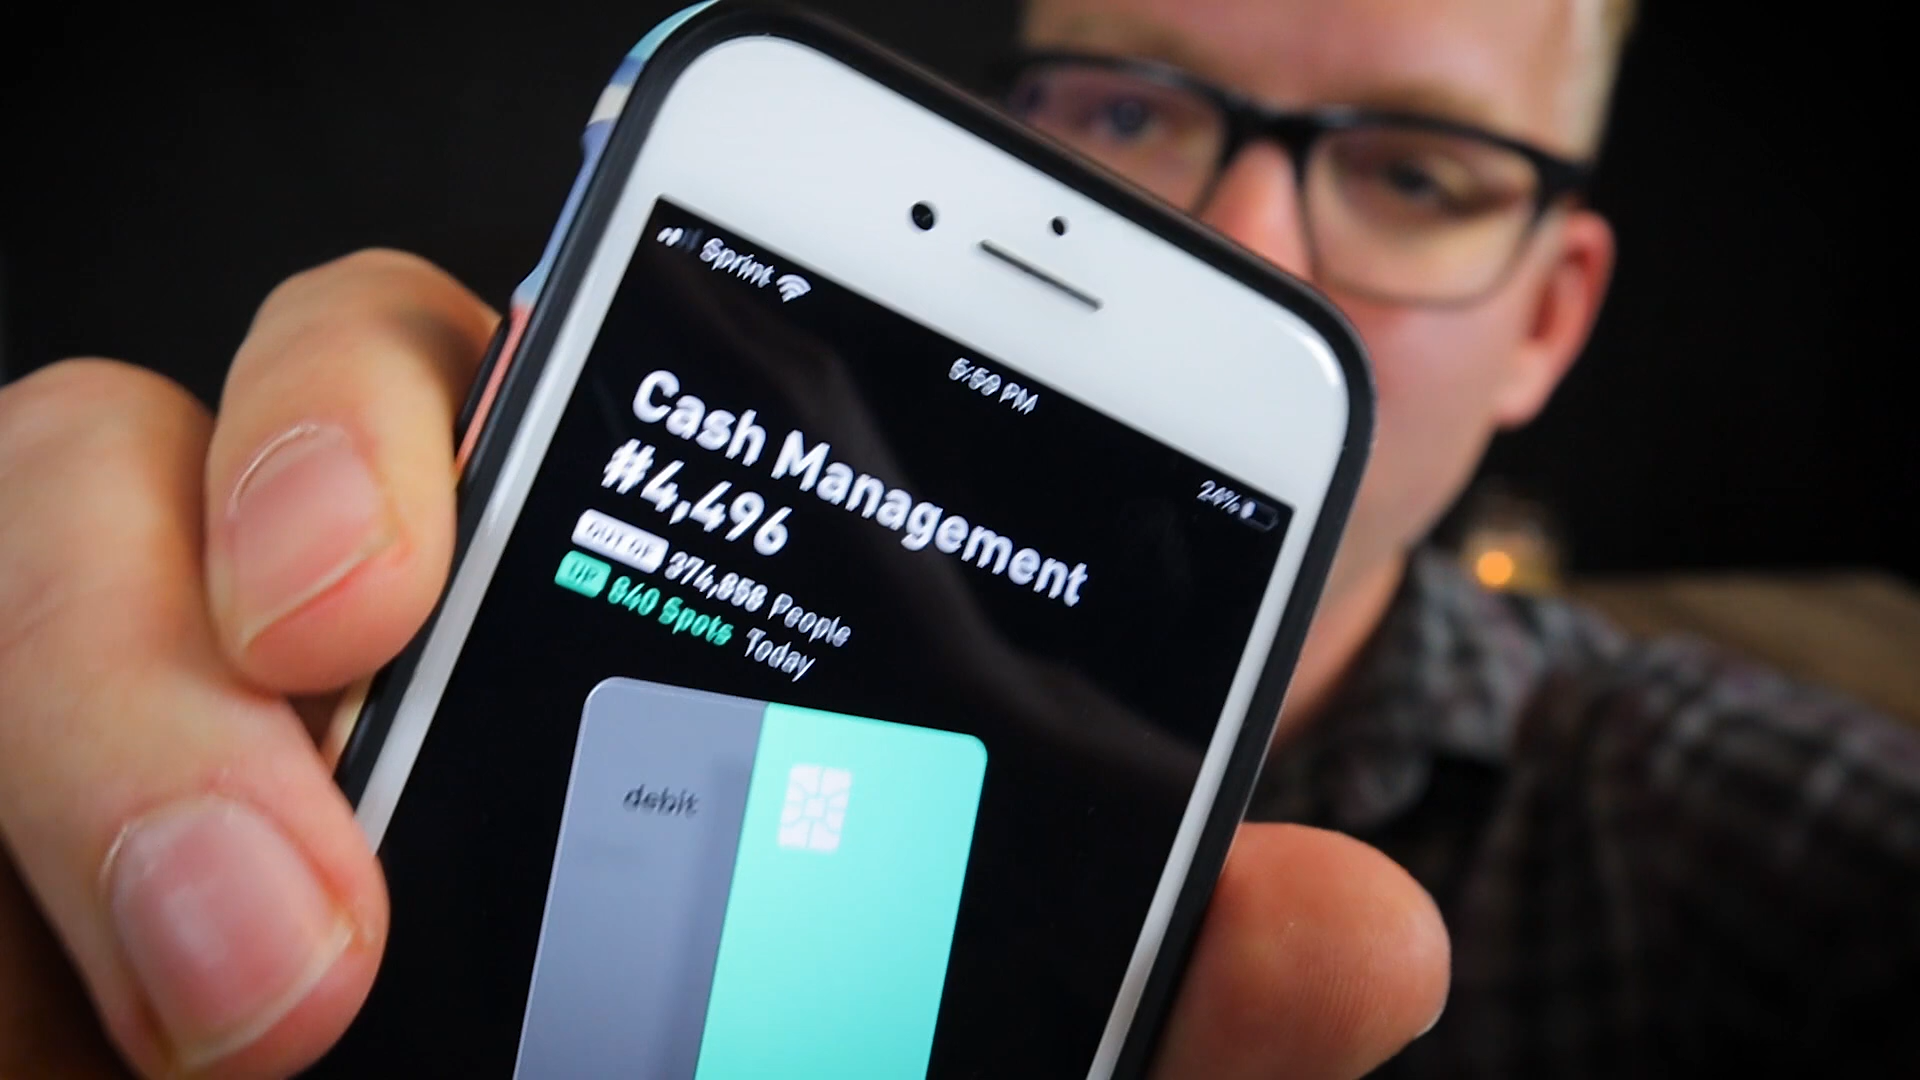 Sprint
5:59 PM
24%
Cash Management
#4,496
OUT OF 374,858 People
UP 840 Spots Today
debit